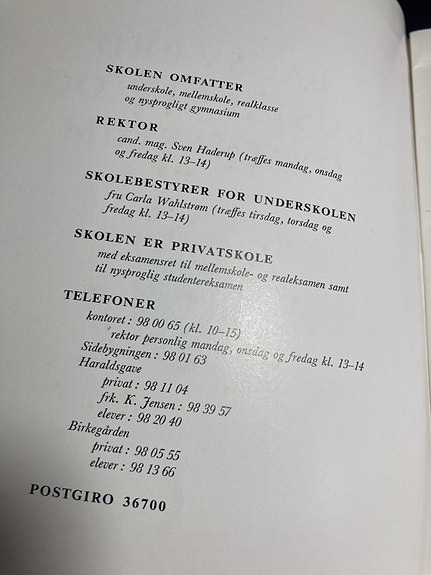 SKOLEN OMFATTER
underskole, mellemskole, realklasse
og nysprogligt gymnasium
REKTOR
cand. mag. Sven Haderup (træffes mandag, onsdag
og fredag kl. 13–14)
SKOLEBESTYRER FOR UNDERSKOLEN
fru Carla Wahlstrøm (træffes tirsdag, torsdag og
fredag kl. 13–14)
SKOLEN ER PRIVATSKOLE
med eksamensret til mellemskole- og realeksamen samt
til nysproglig studentereksamen
TELEFONER
kontoret : 98 00 65 (kl. 10–15)
rektor personlig mandag, onsdag og fredag kl. 13–14
Sidebygningen : 98 01 63
Haraldsgave
privat : 98 11 04
frk. K. Jensen : 98 39 57
elever : 98 20 40
Birkegården
privat : 98 05 55
elever : 98 13 66
POSTGIRO 36700